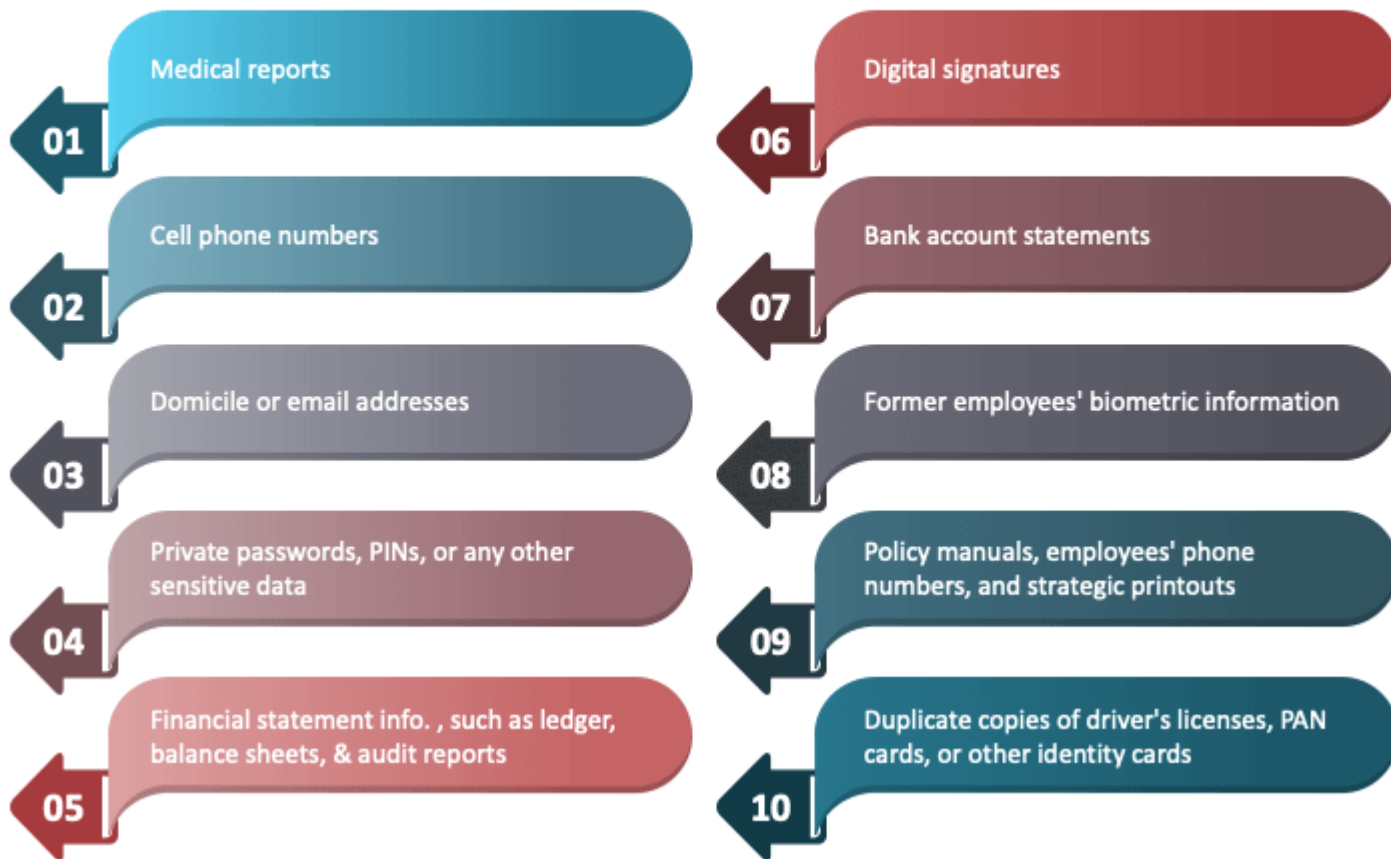 01
Medical reports
02
Cell phone numbers
03
Domicile or email addresses
04
Private passwords, PINs, or any other
sensitive data
05
Financial statement info. , such as ledger,
balance sheets, & audit reports
06
Digital signatures
07
Bank account statements
08
Former employees' biometric information
09
Policy manuals, employees' phone
numbers, and strategic printouts
10
Duplicate copies of driver's licenses, PAN
cards, or other identity cards